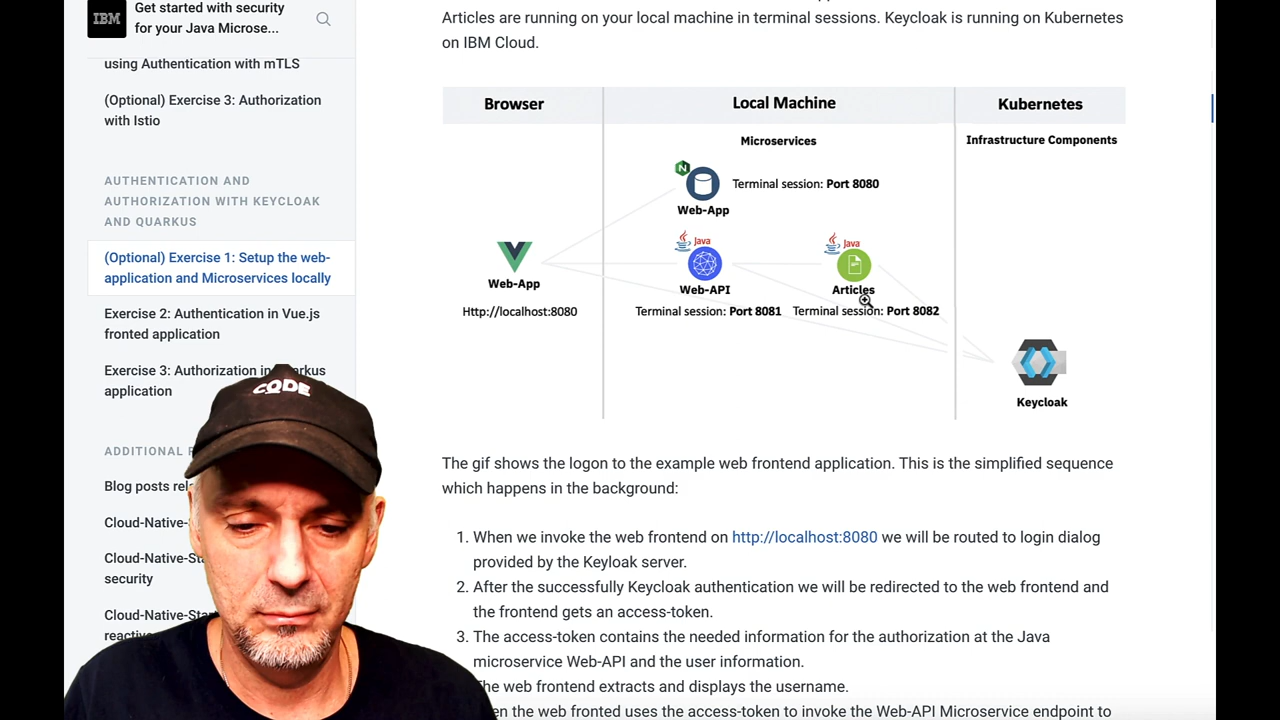 IBM
Get started with security
for your Java Microse...
using Authentication with mTLS
(Optional) Exercise 3: Authorization
with Istio
AUTHENTICATION AND
AUTHORIZATION WITH KEYCLOAK
AND QUARKUS
(Optional) Exercise 1: Setup the web-
application and Microservices locally
Exercise 2: Authentication in Vue.js
fronted application
Exercise 3: Authorization in
application
ADDITIONAL
Blog posts
Cloud-Native-
Cloud-Native-
security
CODE
Articles are running on your local machine in terminal sessions. Keycloak is running on Kubernetes
on IBM Cloud.
Browser
Local Machine
Kubernetes
Microservices
Infrastructure Components
Terminal session: Port 8080
Web-App
Java
Java
Web-App
Web-API
Articles
Http://localhost:8080
Terminal session: Port 8081
Terminal session: Port 8082
Keycloak
The gif shows the logon to the example web frontend application. This is the simplified sequence
which happens in the background:
1. When we invoke the web frontend on http://localhost:8080 we will be routed to login dialog
provided by the Keyloak server.
2. After the successfully Keycloak authentication we will be redirected to the web frontend and
the frontend gets an access-token.
3. The access-token contains the needed information for the authorization at the Java
microservice Web-API and the user information.
The web frontend extracts and displays the username.
the web fronted uses the access-token to invoke the Web-API Microservice endpoint to